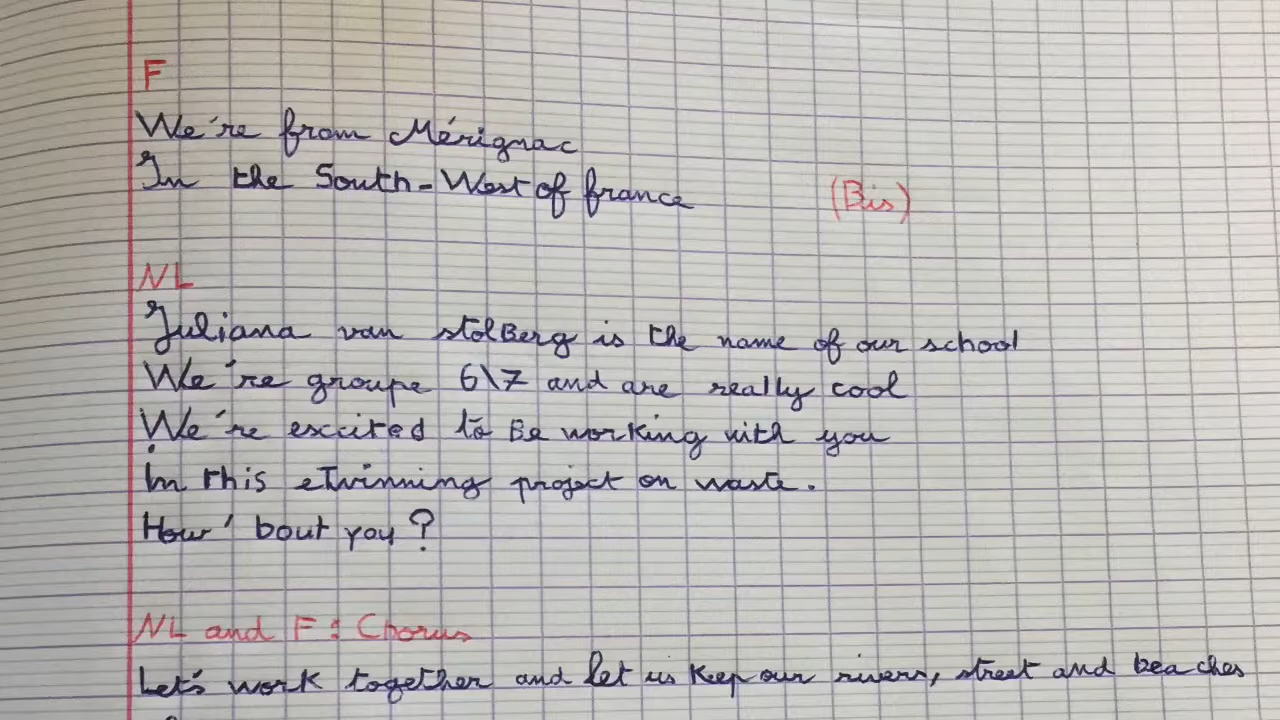 F
We're from Mérignac
In the South-West of france (Bis)
NL
Juliana van stolBerg is the name of our school
We're groupe 6\7 and are really cool
We're excited to Be working with you
In this eTwinning project on waste.
How' bout you ?
NL and F : Chorus
Let's work together and let us Keep our rivers, street and beaches